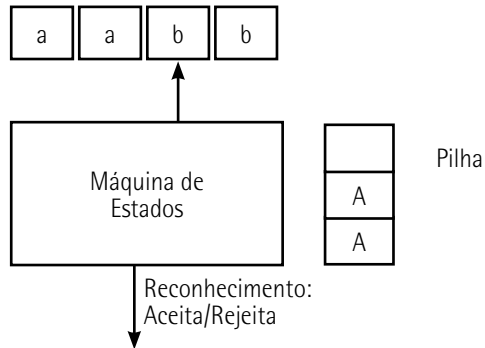 a a b b
Máquina de
Estados
Pilha
A
A
Reconhecimento:
Aceita/Rejeita